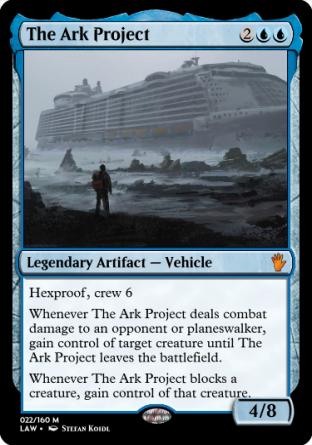 The Ark Project 2
Legendary Artifact — Vehicle
Hexproof, crew 6
Whenever The Ark Project deals combat
damage to an opponent or planeswalker,
gain control of target creature until The
Ark Project leaves the battlefield.
Whenever The Ark Project blocks a
creature, gain control of that creature.
4/8
022/160 M
LAW • Stefan Koidl